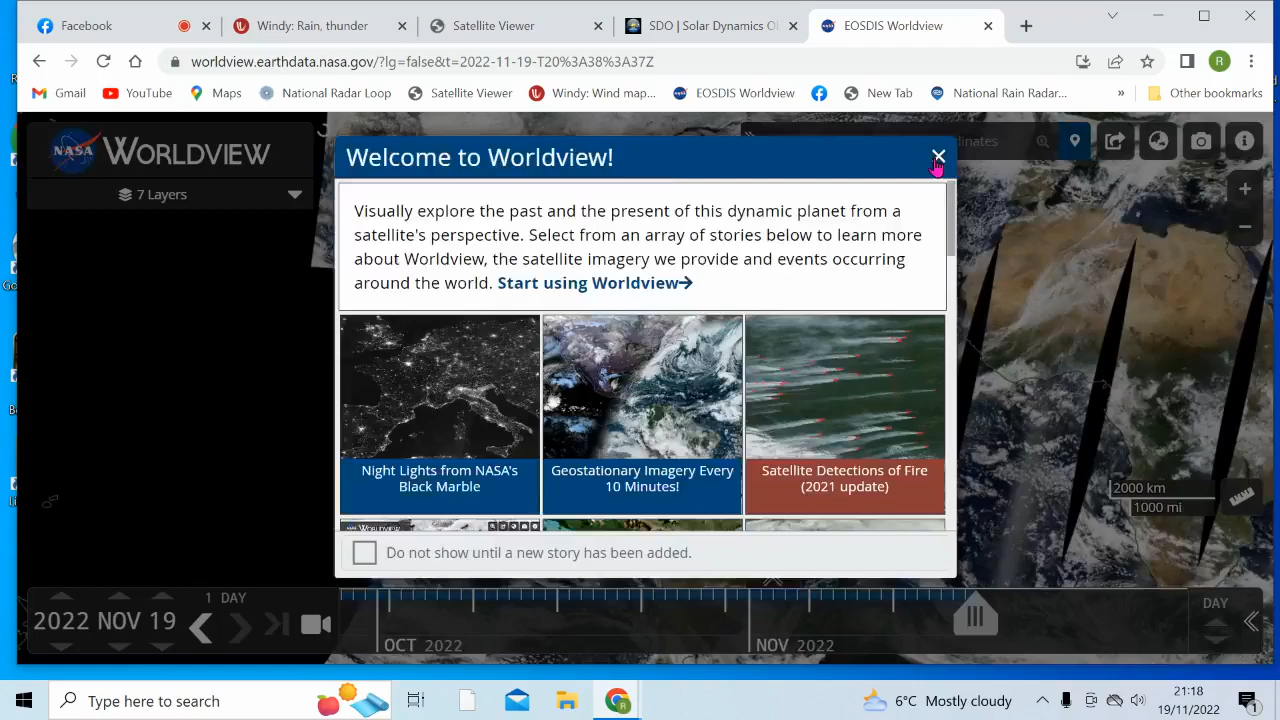 Facebook
Windy: Rain, thunder
Satellite Viewer
SDO | Solar Dynamics O
EOSDIS Worldview
worldview.earthdata.nasa.gov/?lg=false&t=2022-11-19-T20%3A38%3A37Z
R
Gmail
YouTube
Maps
National Radar Loop
Satellite Viewer
Windy: Wind map...
EOSDIS Worldview
New Tab
National Rain Radar...
»
Other bookmarks
NASA WORLDVIEW
7 Layers
Welcome to Worldview!
Visually explore the past and the present of this dynamic planet from a
satellite's perspective. Select from an array of stories below to learn more
about Worldview, the satellite imagery we provide and events occurring
around the world. Start using Worldview→
Night Lights from NASA's
Black Marble
Geostationary Imagery Every
10 Minutes!
Satellite Detections of Fire
(2021 update)
Do not show until a new story has been added.
2000 km
1000 mi
2022 NOV 19
1 DAY
OCT 2022
NOV 2022
DAY
Type here to search
6°C Mostly cloudy
21:18
19/11/2022
1